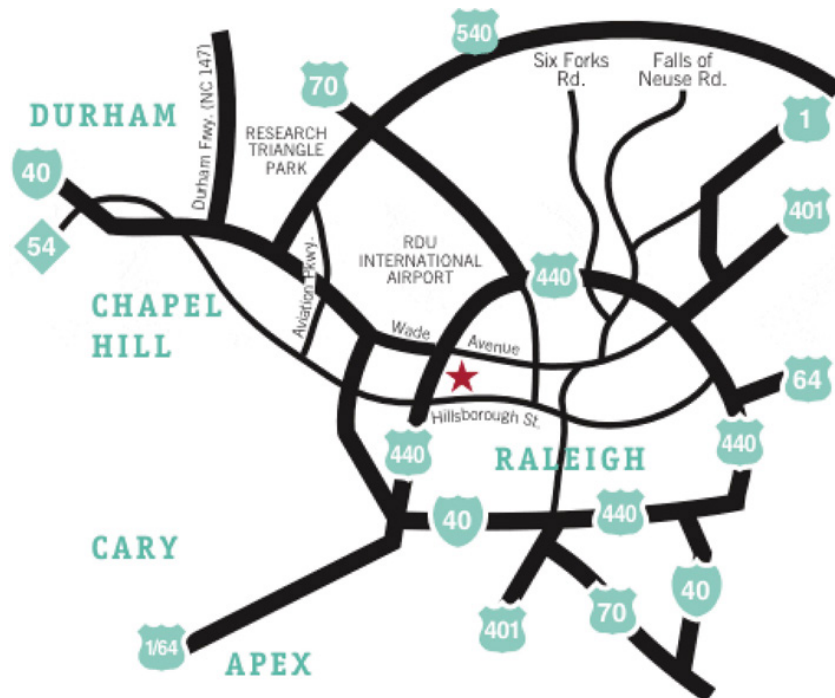 540
Six Forks
Rd.
Falls of
Neuse Rd.
70
DURHAM
Durham Frwy. (NC 147)
RESEARCH
TRIANGLE
PARK
1
40
401
54
RDU
INTERNATIONAL
AIRPORT
440
CHAPEL
HILL
Aviation Pkwy.
Wade Avenue
64
Hillsborough St.
440
RALEIGH
440
40
440
CARY
40
70
401
1/64
APEX